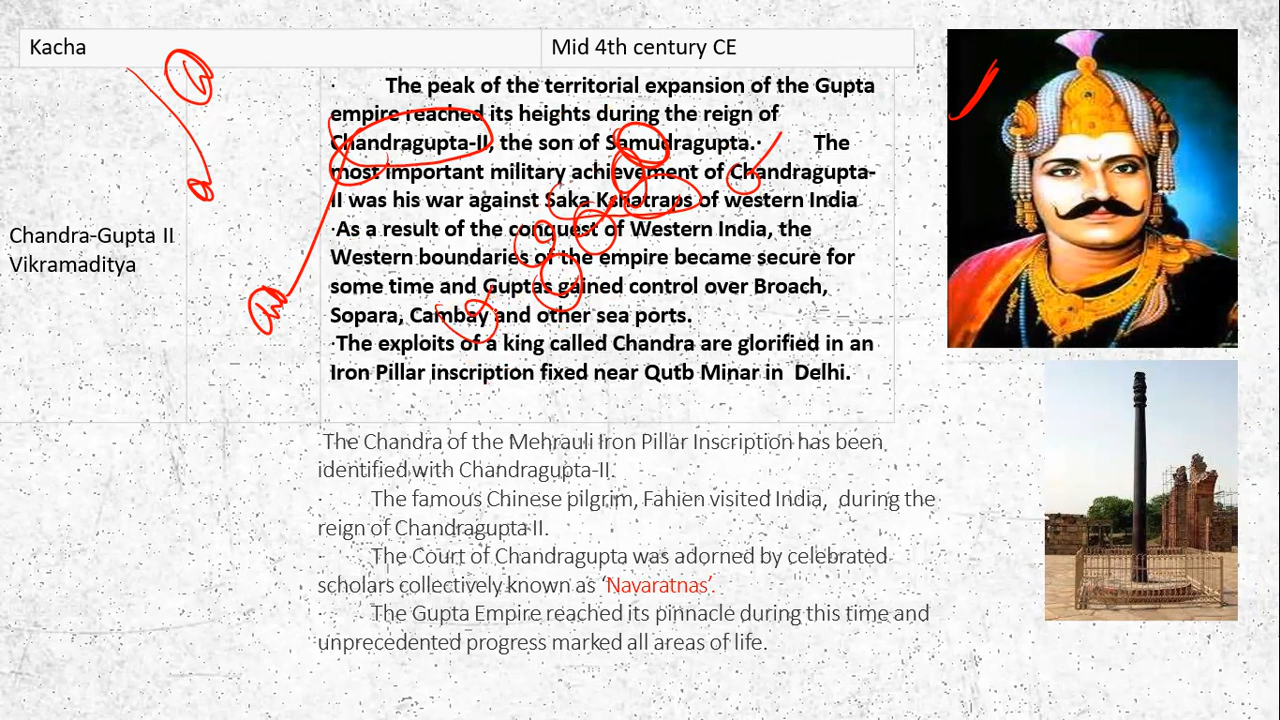 Kacha
Mid 4th century CE
Chandra-Gupta II
Vikramaditya
· The peak of the territorial expansion of the Gupta
empire reached its heights during the reign of
Chandragupta-II, the son of Samudragupta.· The
most important military achievement of Chandragupta-
II was his war against Saka Kshatraps of western India
·As a result of the conquest of Western India, the
Western boundaries of the empire became secure for
some time and Guptas gained control over Broach,
Sopara, Cambay and other sea ports.
·The exploits of a king called Chandra are glorified in an
Iron Pillar inscription fixed near Qutb Minar in Delhi.
The Chandra of the Mehrauli Iron Pillar Inscription has been
identified with Chandragupta-II.
· The famous Chinese pilgrim, Fahien visited India, during the
reign of Chandragupta II.
· The Court of Chandragupta was adorned by celebrated
scholars collectively known as ‘Navaratnas’.
· The Gupta Empire reached its pinnacle during this time and
unprecedented progress marked all areas of life.